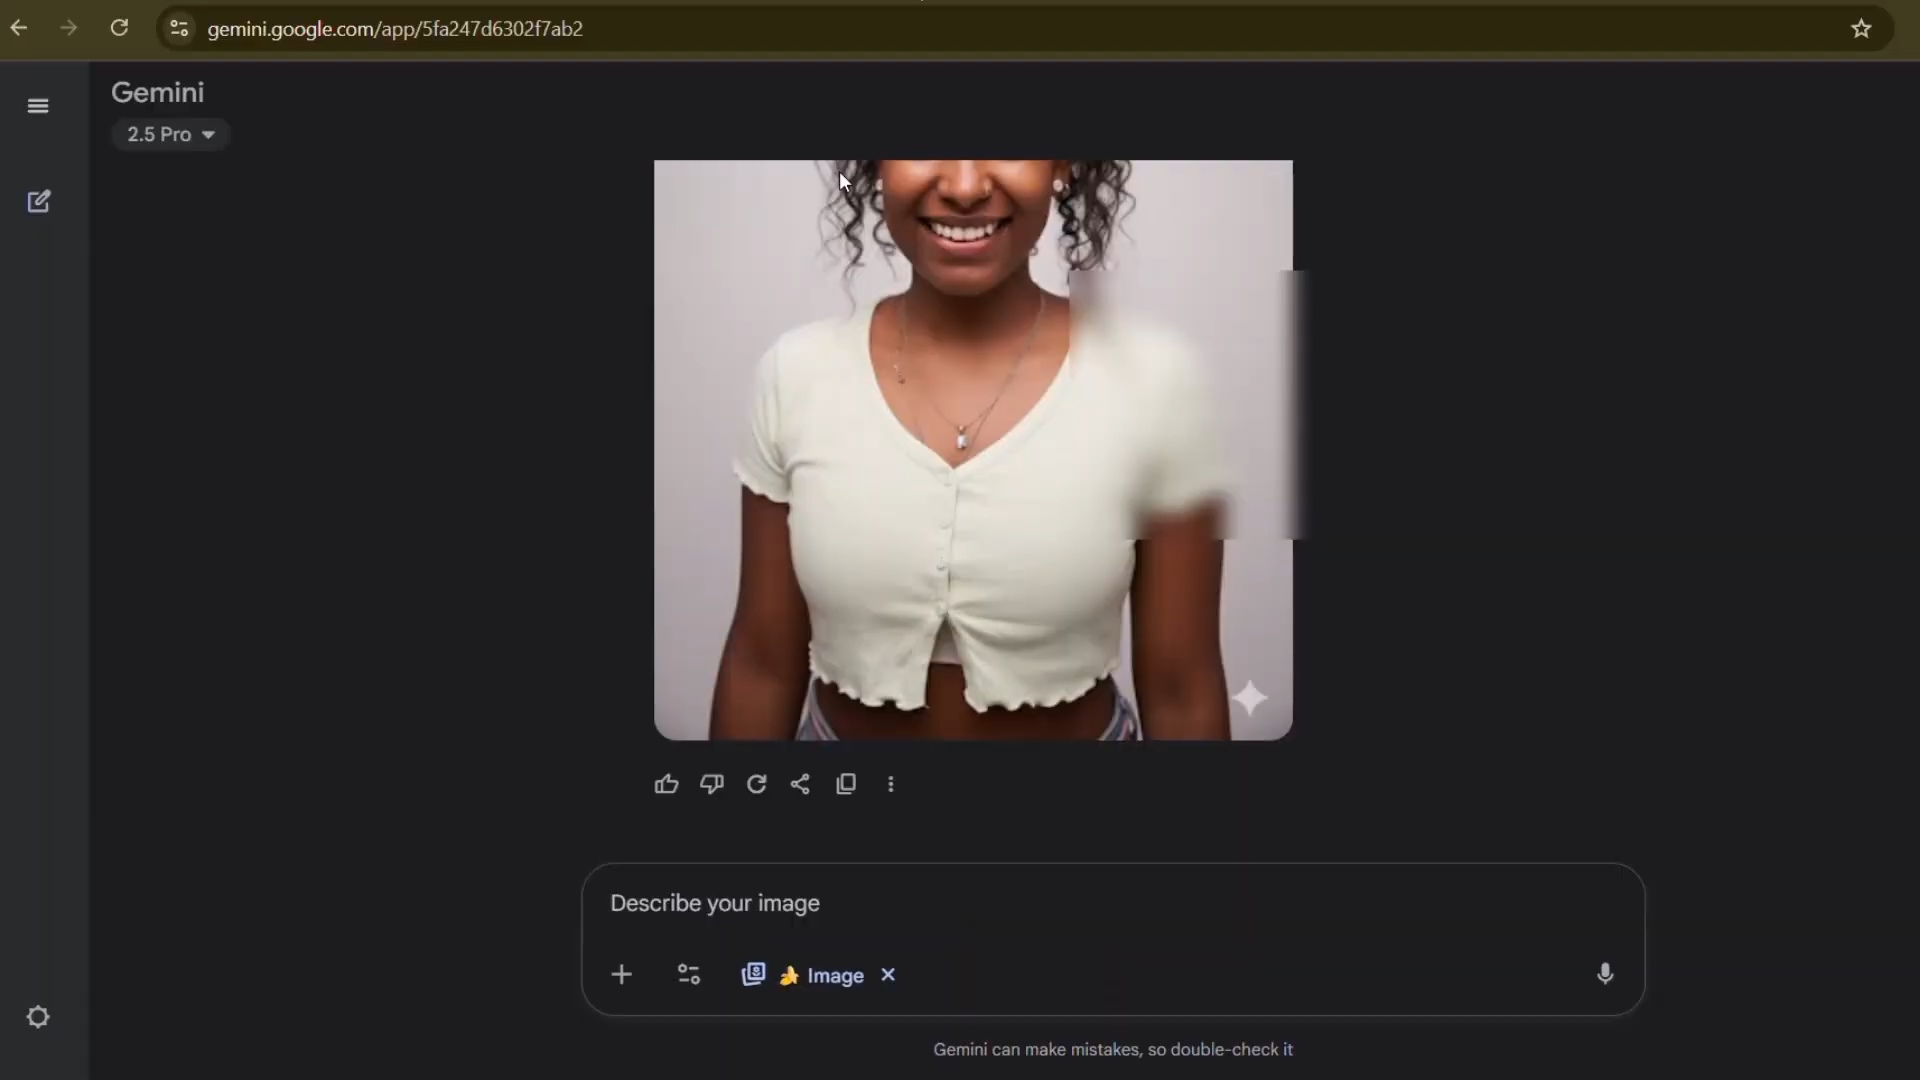 gemini.google.com/app/5fa247d6302f7ab2
Gemini
2.5 Pro
Describe your image
Image
Gemini can make mistakes, so double-check it